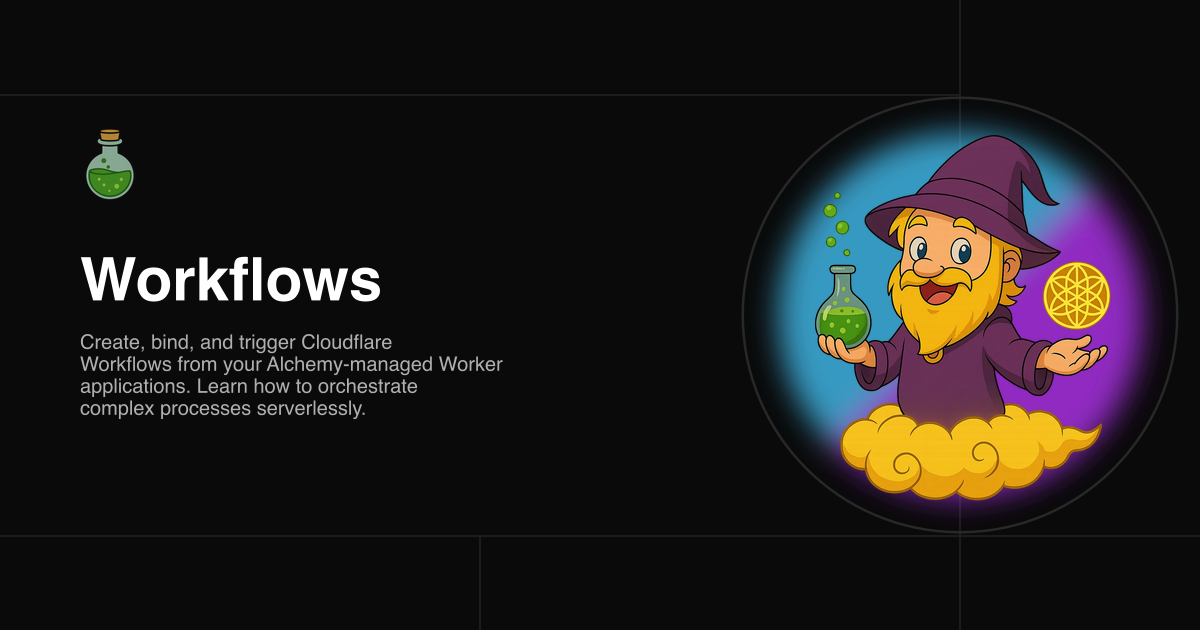 Workflows
Create, bind, and trigger Cloudflare
Workflows from your Alchemy-managed Worker
applications. Learn how to orchestrate
complex processes serverlessly.